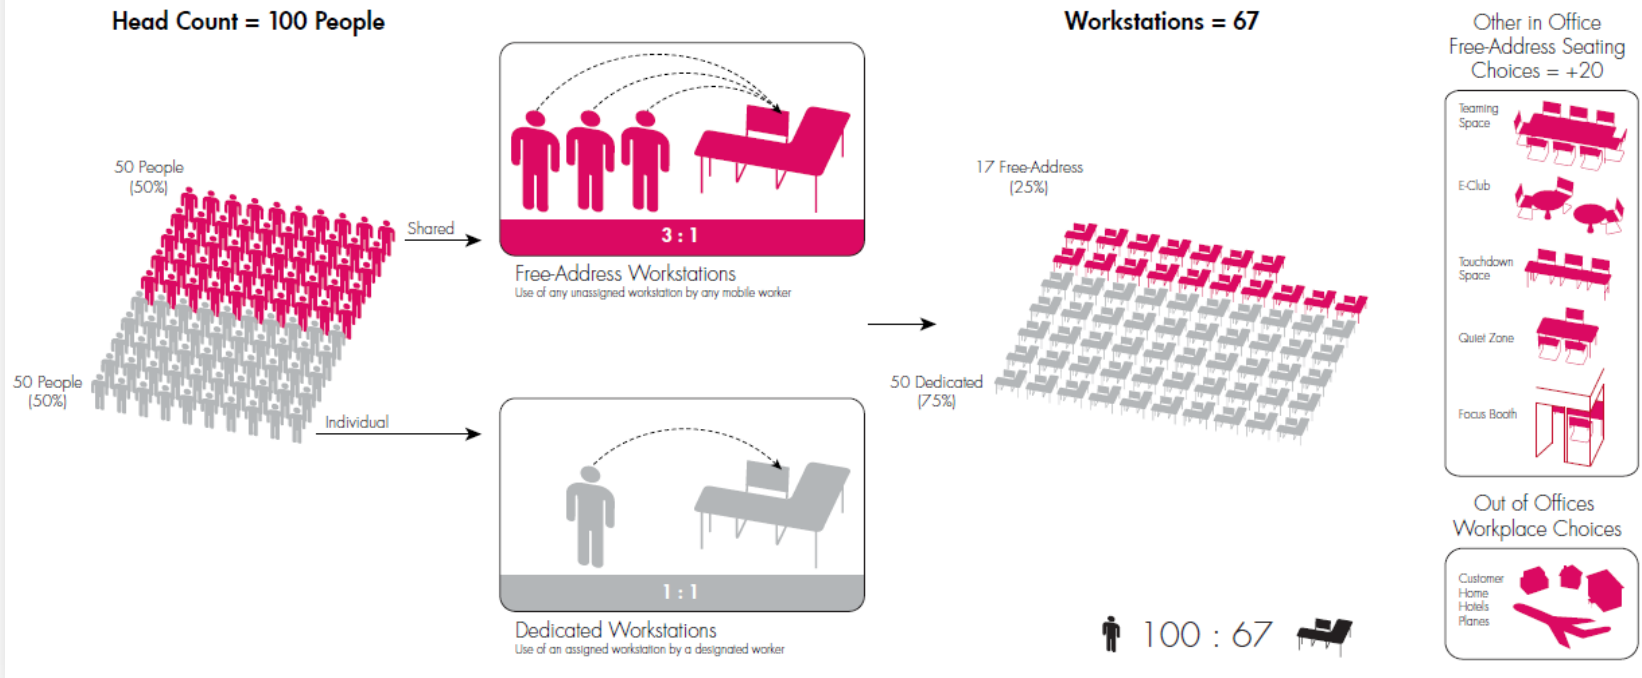 Head Count = 100 People
50 People
(50%)
50 People
(50%)
Shared
Individual
3 : 1
Free-Address Workstations
Use of any unassigned workstation by any mobile worker
1 : 1
Dedicated Workstations
Use of an assigned workstation by a designated worker
Workstations = 67
17 Free-Address
(25%)
50 Dedicated
(75%)
100 : 67
Other in Office
Free-Address Seating
Choices = +20
Teaming
Space
E-Club
Touchdown
Space
Quiet Zone
Focus Booth
Out of Offices
Workplace Choices
Customer
Home
Hotels
Planes